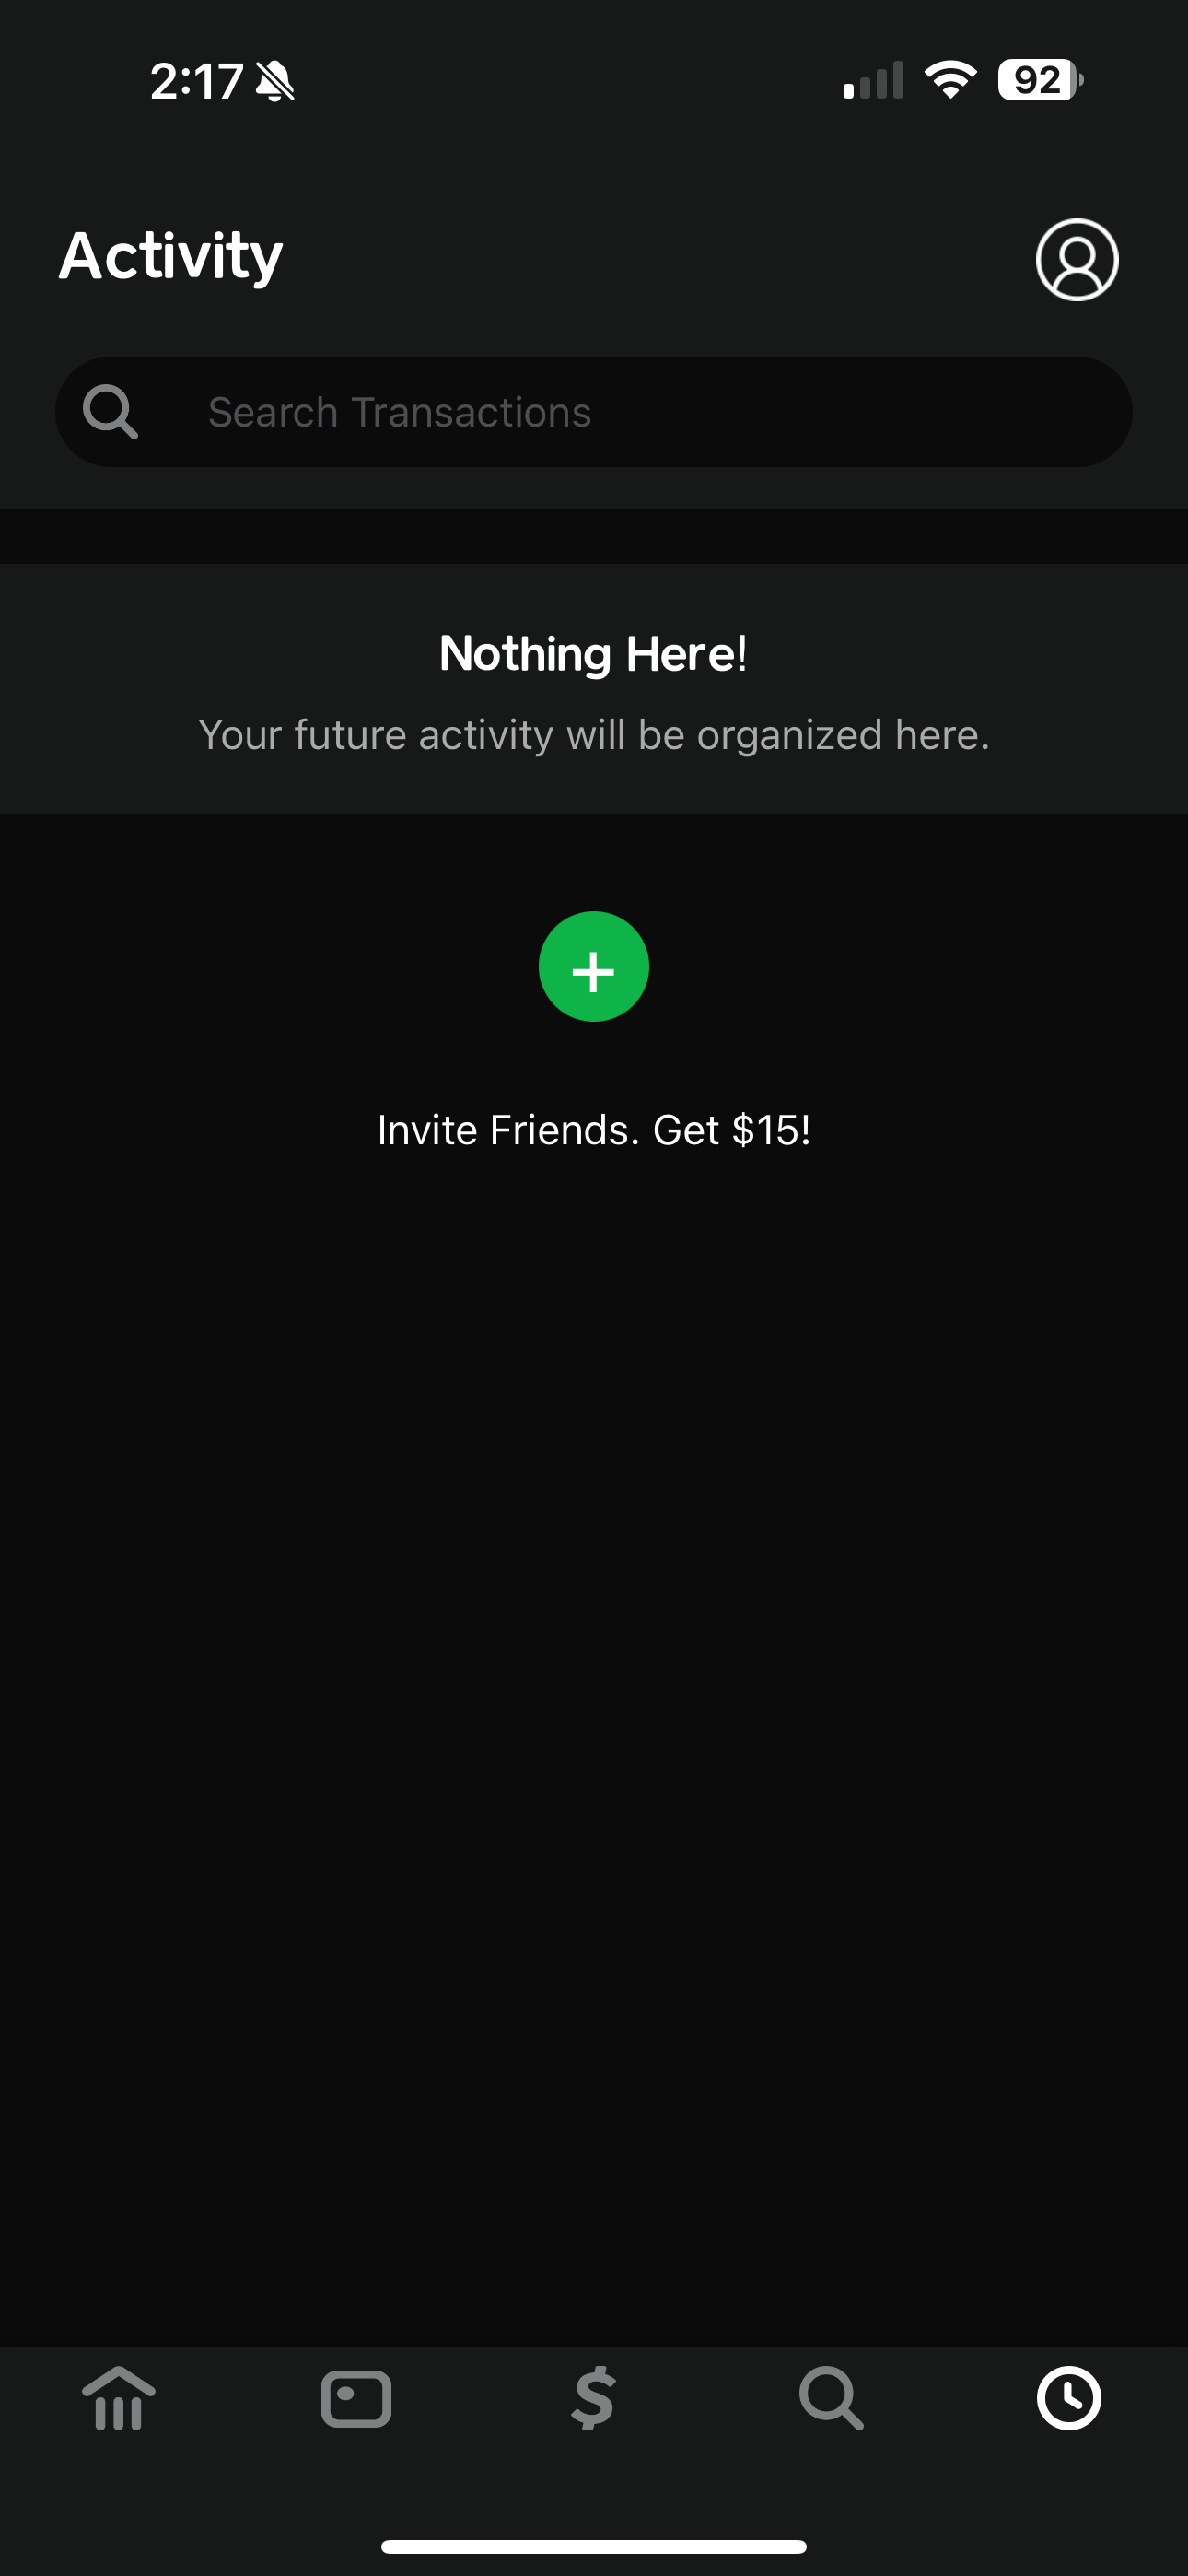 2:17
92
Activity
Search Transactions
Nothing Here!
Your future activity will be organized here.
Invite Friends. Get $15!